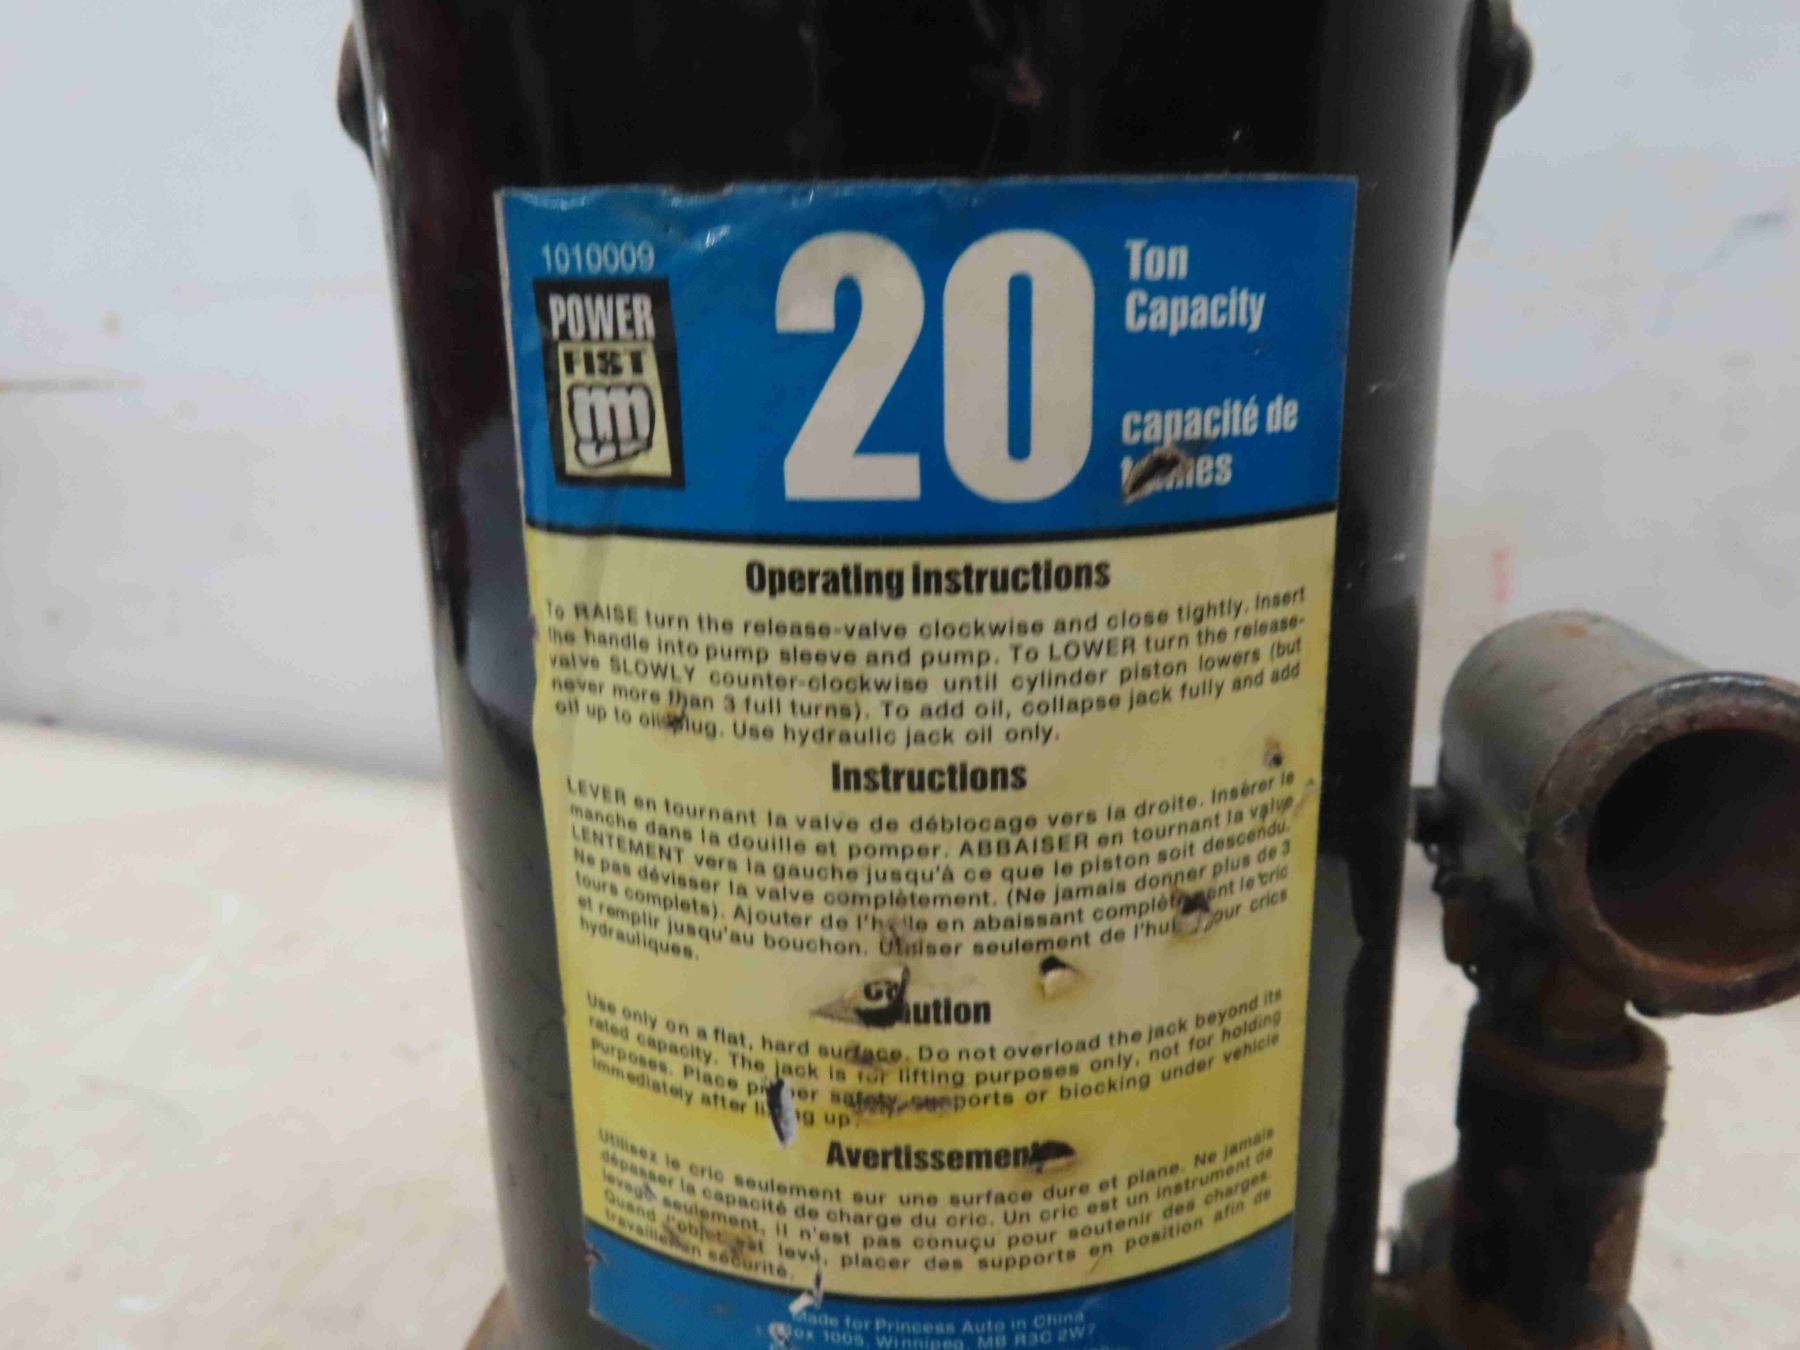 1010009
POWER
FIST
20
Ton
Capacity
capacité de
Operating Instructions
To RAISE turn the release-valve clockwise and close tightly. Insert
the handle into pump sleeve and pump. To LOWER turn the release-
valve SLOWLY counter-clockwise until cylinder piston lowers (but
never more than 3 full turns). To add oil, collapse jack fully and add
oil up to oil plug. Use hydraulic jack oil only.
Instructions
LEVER en tournant la valve de déblocage vers la droite. Insérer le
manche dans la douille et pomper. ABBAISER en tournant la valve
LENTEMENT vers la gauche jusqu'à ce que le piston soit descendu.
Ne pas dévisser la valve complètement. (Ne jamais donner plus de 3
tours complets). Ajouter de l'huile en abaissant complètement le cric
et remplir jusqu'au bouchon. Utiliser seulement de l'huile pour crics
hydrauliques.
Caution
Use only on a flat, hard surface. Do not overload the jack beyond its
rated capacity. The jack is for lifting purposes only, not for holding
purposes. Place proper safety supports or blocking under vehicle
immediately after lifting up.
Avertissement
Utilisez le cric seulement sur une surface dure et plane. Ne jamais
dépasser la capacité de charge du cric. Un cric est un instrument de
levage seulement, il n'est pas conuçu pour soutenir des charges.
Quand l'objet est levé, placer des supports en position afin de
travailler en sécurité.
Made for Princess Auto in China
Box 1005, Winnipeg, MB R3C 2W7